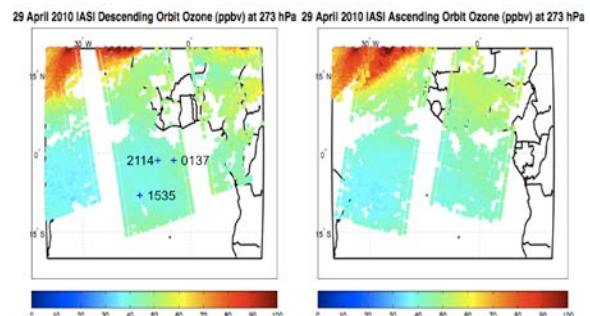 29 April 2010 IASI Descending Orbit Ozone (ppbv) at 273 hPa
30° W 0°
15° N
0°
15° S
2114+ + 0137
+ 1535
0 10 20 30 40 50 60 70 80 90 100
29 April 2010 IASI Ascending Orbit Ozone (ppbv) at 273 hPa
30° W 0°
15° N
0°
15° S
0 10 20 30 40 50 60 70 80 90 100